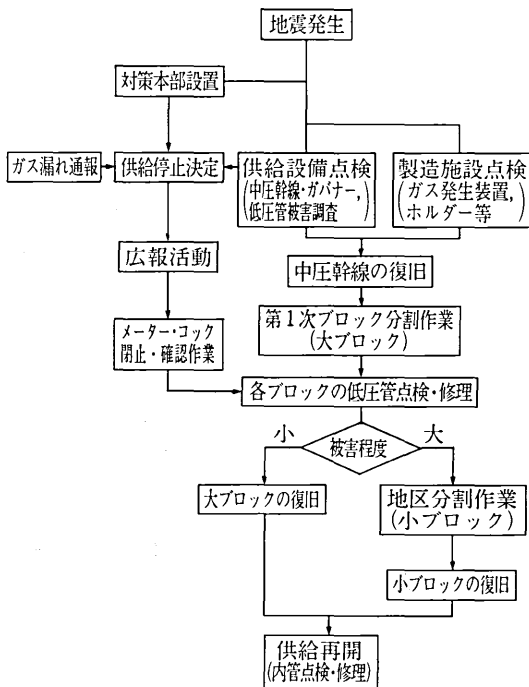 地震発生
対策本部設置
ガス漏れ通報
供給停止決定
供給設備点検
(中圧幹線・ガバナー,
低圧管被害調査)
製造施設点検
(ガス発生装置,
ホルダー等)
広報活動
中圧幹線の復旧
メーター・コック
閉止・確認作業
第1次ブロック分割作業
(大ブロック)
各ブロックの低圧管点検・修理
小
被害程度
大
大ブロックの復旧
地区分割作業
(小ブロック)
小ブロックの復旧
供給再開
(内管点検・修理)